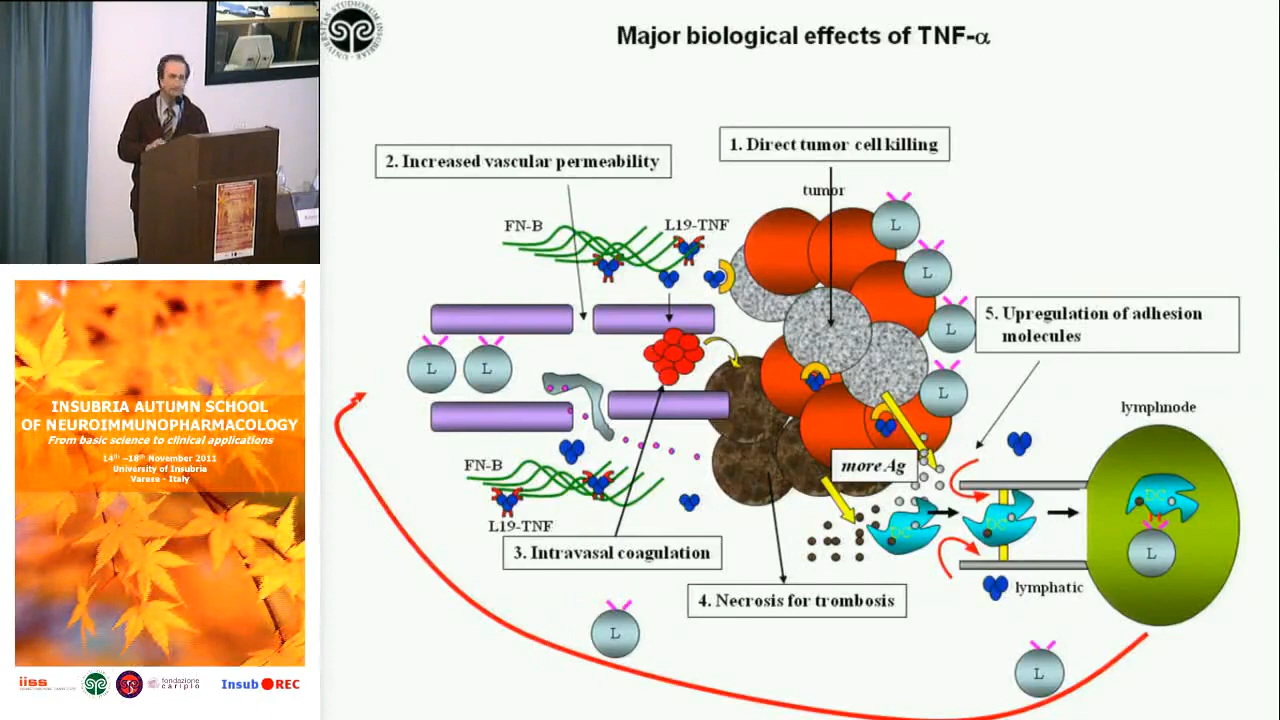 Major biological effects of TNF-α
1. Direct tumor cell killing
2. Increased vascular permeability
tumor
FN-B
L19-TNF
L
L
L
L
L
L
5. Upregulation of adhesion
molecules
lymphnode
more Ag
FN-B
L19-TNF
DC
DC
DC
L
3. Intravasal coagulation
4. Necrosis for trombosis
lymphatic
L
L
INSUBRIA AUTUMN SCHOOL
OF NEUROIMMUNOPHARMACOLOGY
From basic science to clinical applications
14th –18th November 2011
University of Insubria
Varese - Italy
iiss
fondazione
cariplo
Insub REC